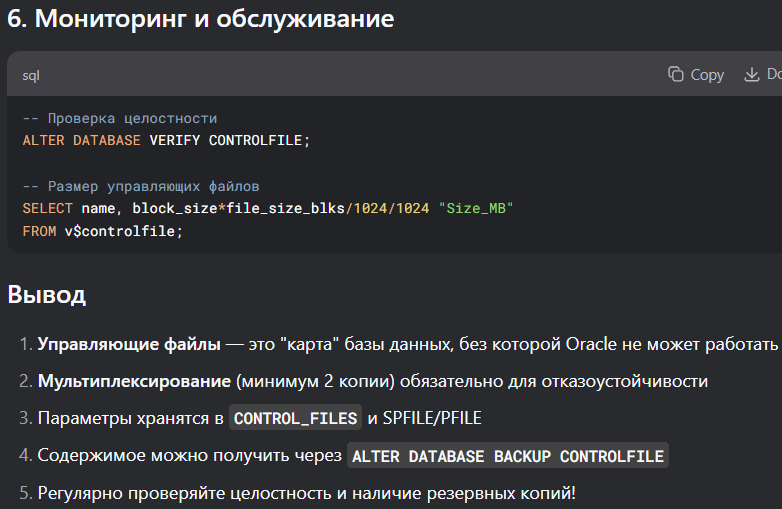 6. Мониторинг и обслуживание
sql
Copy
-- Проверка целостности
ALTER DATABASE VERIFY CONTROLFILE;
-- Размер управляющих файлов
SELECT name, block_size*file_size_blks/1024/1024 "Size_MB"
FROM v$controlfile;
Вывод
1. Управляющие файлы — это "карта" базы данных, без которой Oracle не может работать
2. Мультиплексирование (минимум 2 копии) обязательно для отказоустойчивости
3. Параметры хранятся в CONTROL_FILES и SPFILE/PFILE
4. Содержимое можно получить через ALTER DATABASE BACKUP CONTROLFILE
5. Регулярно проверяйте целостность и наличие резервных копий!